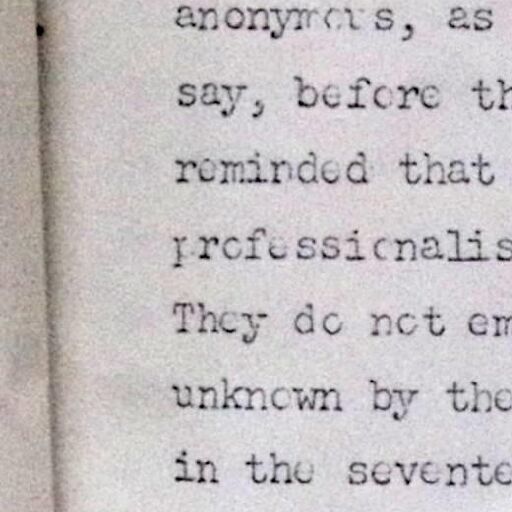 anonymous, as
say, before th
reminded that
professionalis
They do not em
unknown by the
in the sevente